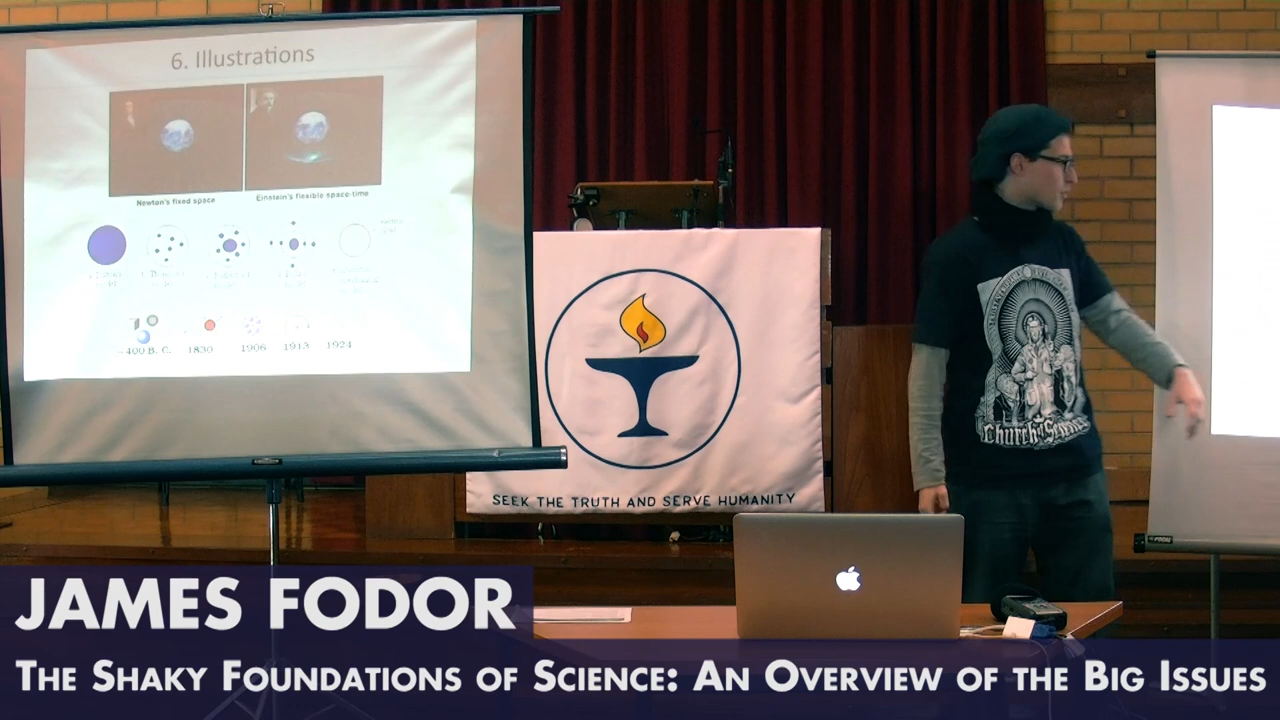 6. Illustrations
Newton's fixed space
Einstein's flexible space-time
~400 B. C. 1830 1906 1913 1924
SEEK THE TRUTH AND SERVE HUMANITY
Church of Science
JAMES FODOR
The Shaky Foundations of Science: An Overview of the Big Issues